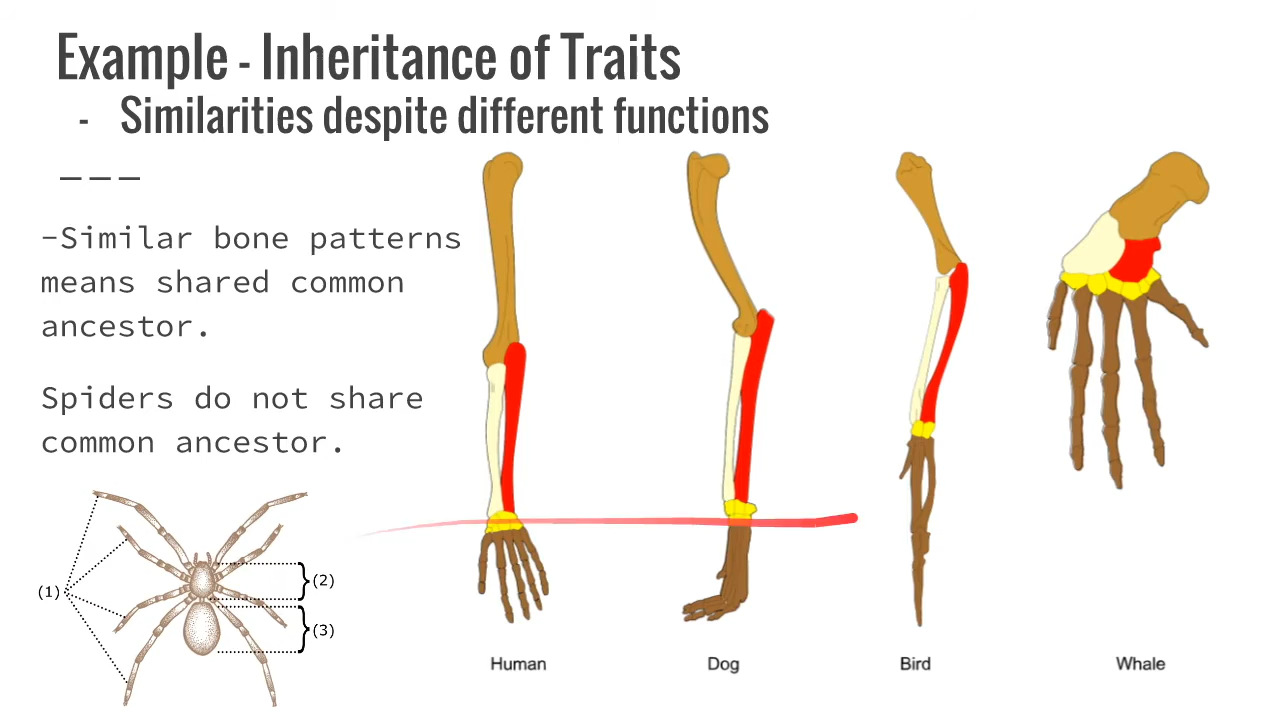 Example - Inheritance of Traits
- Similarities despite different functions
-Similar bone patterns
means shared common
ancestor.
Spiders do not share
common ancestor.
(1)
(2)
(3)
Human
Dog
Bird
Whale